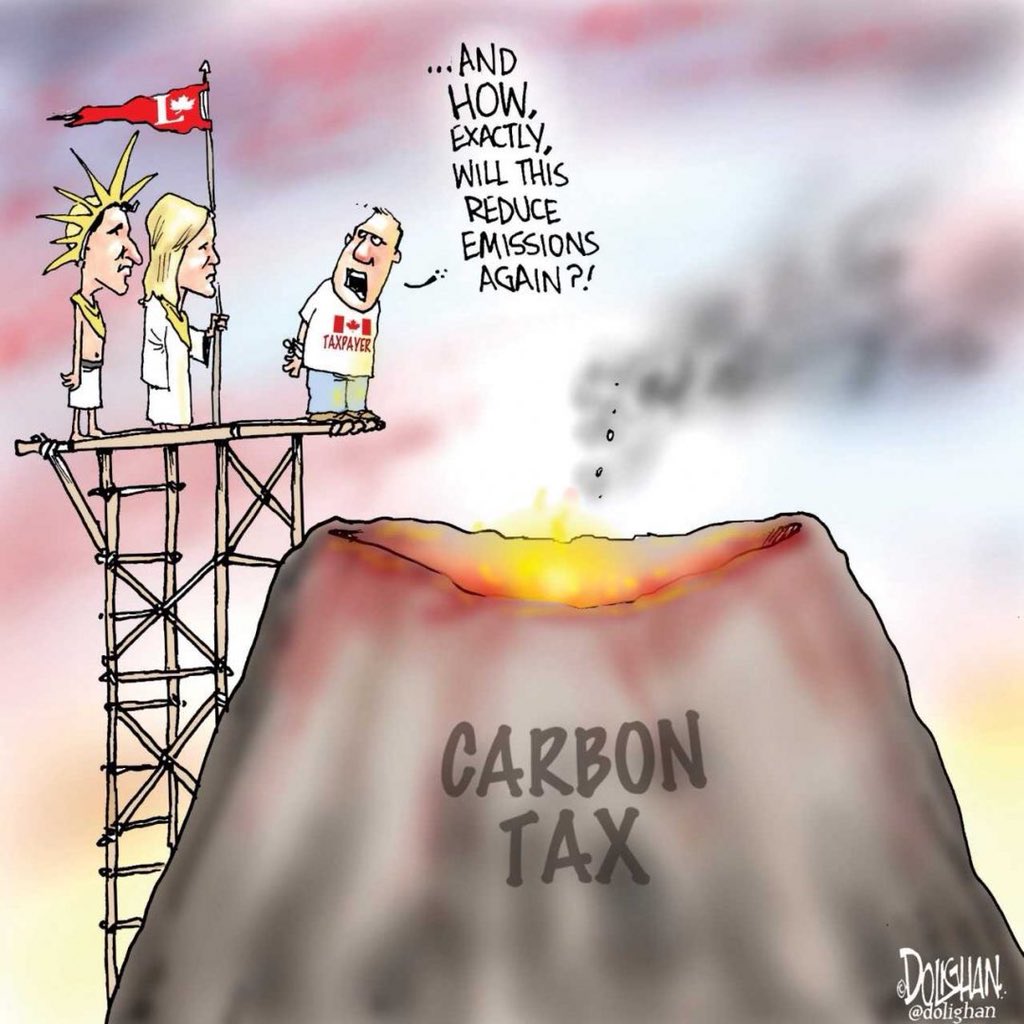 L
...AND
HOW,
EXACTLY,
WILL THIS
REDUCE
EMISSIONS
AGAIN?!
TAXPAYER
CARBON
TAX
©DOLIGHAN
@dolighan